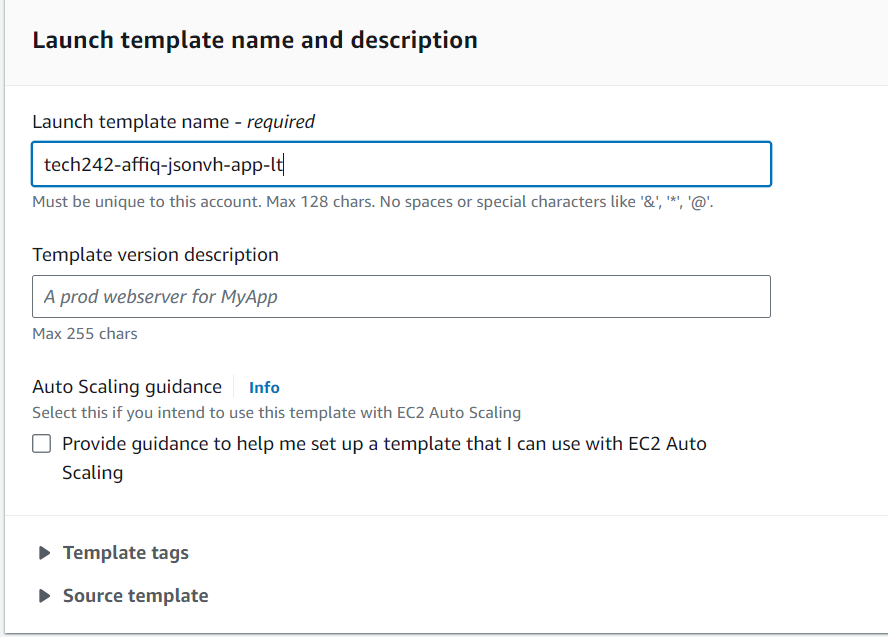 Launch template name and description
Launch template name - required
tech242-affiq-jsonvh-app-lt
Must be unique to this account. Max 128 chars. No spaces or special characters like '&', '*', '@'.
Template version description
A prod webserver for MyApp
Max 255 chars
Auto Scaling guidance Info
Select this if you intend to use this template with EC2 Auto Scaling
Provide guidance to help me set up a template that I can use with EC2 Auto
Scaling
Template tags
Source template